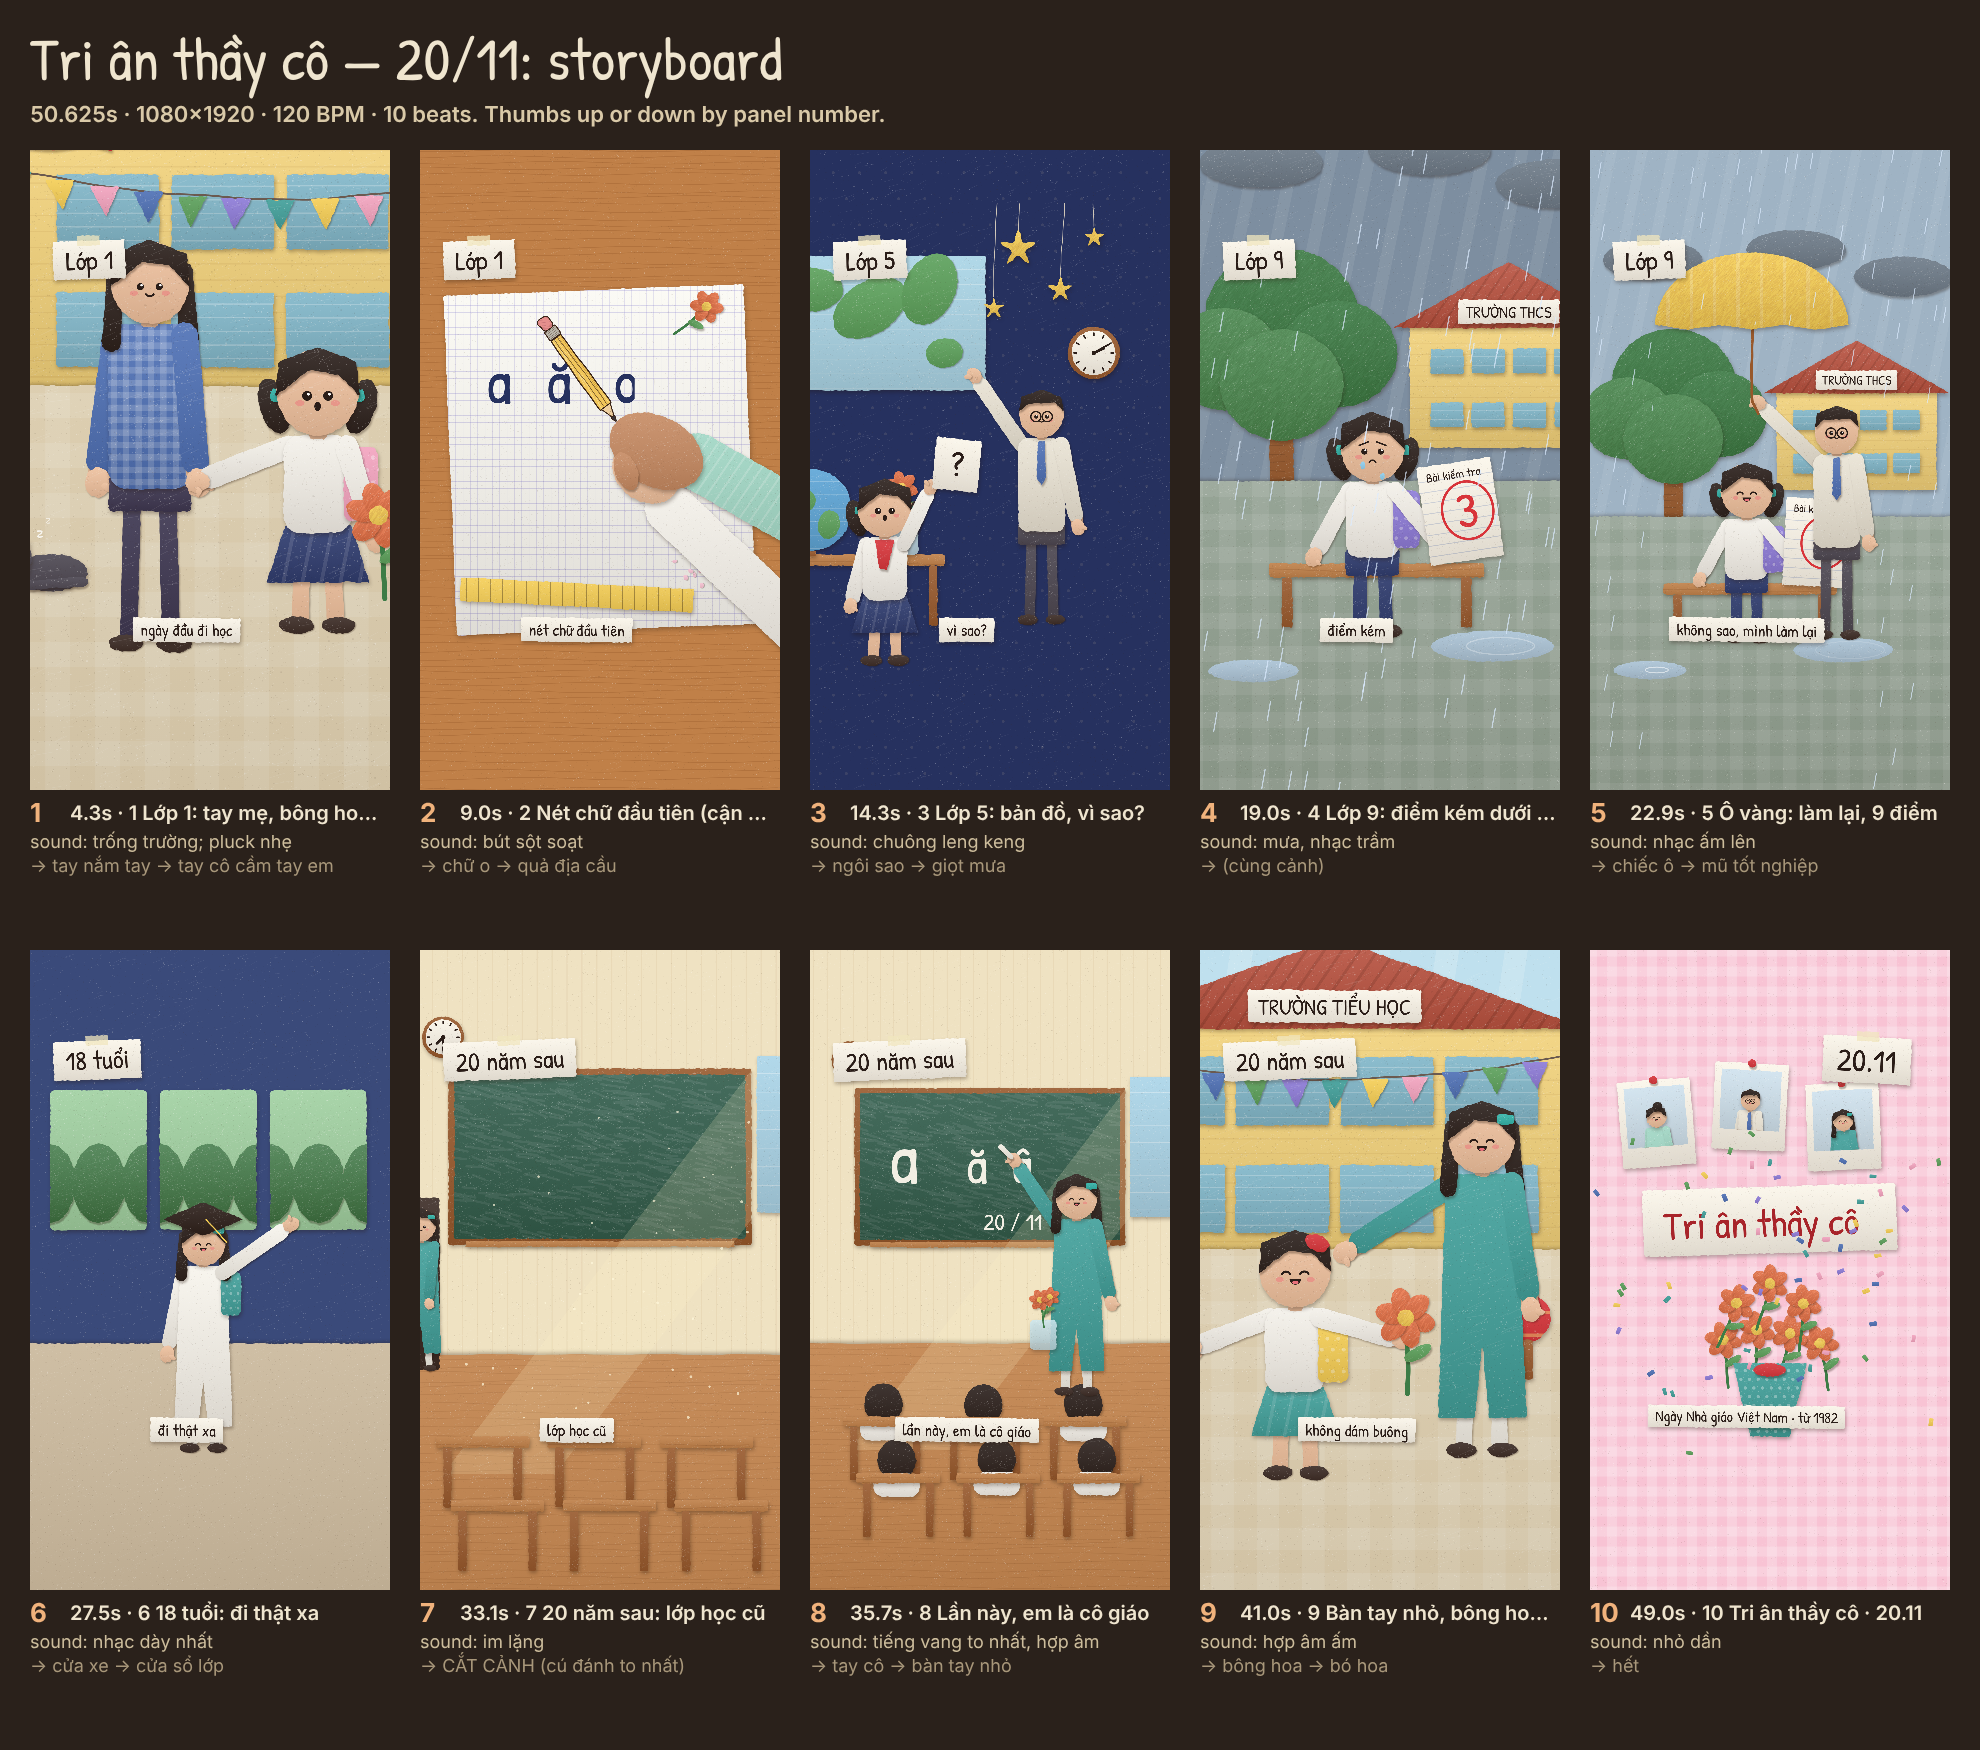 Tri ân thầy cô — 20/11: storyboard
50.625s · 1080×1920 · 120 BPM · 10 beats. Thumbs up or down by panel number.
Lớp 1
z
z
ngày đầu đi học
Lớp 1
a ă o
nét chữ đầu tiên
Lớp 5
?
vì sao?
Lớp 9
TRƯỜNG THCS
Bài kiểm tra
3
điểm kém
Lớp 9
TRƯỜNG THCS
Bài k
không sao, mình làm lại
1 4.3s · 1 Lớp 1: tay mẹ, bông ho...
sound: trống trường; pluck nhẹ
→ tay nắm tay → tay cô cầm tay em
2 9.0s · 2 Nét chữ đầu tiên (cận ...
sound: bút sột soạt
→ chữ o → quả địa cầu
3 14.3s · 3 Lớp 5: bản đồ, vì sao?
sound: chuông leng keng
→ ngôi sao → giọt mưa
4 19.0s · 4 Lớp 9: điểm kém dưới ...
sound: mưa, nhạc trầm
→ (cùng cảnh)
5 22.9s · 5 Ô vàng: làm lại, 9 điểm
sound: nhạc ấm lên
→ chiếc ô → mũ tốt nghiệp
18 tuổi
đi thật xa
20 năm sau
lớp học cũ
20 năm sau
a ă â
20 / 11
lần này, em là cô giáo
TRƯỜNG TIỂU HỌC
20 năm sau
không dám buông
20.11
Tri ân thầy cô
Ngày Nhà giáo Việt Nam · từ 1982
6 27.5s · 6 18 tuổi: đi thật xa
sound: nhạc dày nhất
→ cửa xe → cửa sổ lớp
7 33.1s · 7 20 năm sau: lớp học cũ
sound: im lặng
→ CẮT CẢNH (cú đánh to nhất)
8 35.7s · 8 Lần này, em là cô giáo
sound: tiếng vang to nhất, hợp âm
→ tay cô → bàn tay nhỏ
9 41.0s · 9 Bàn tay nhỏ, bông ho...
sound: hợp âm ấm
→ bông hoa → bó hoa
10 49.0s · 10 Tri ân thầy cô · 20.11
sound: nhỏ dần
→ hết